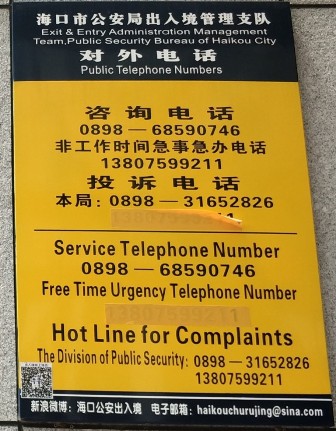 海口市公安局出入境管理支队
Exit & Entry Administration Management
Team,Public Security Bureau of Haikou City
对外电话
Public Telephone Numbers
咨询电话
0898—68590746
非工作时间急事急办电话
13807599211
投诉电话
本局：0898—31652826
13807599211
Service Telephone Number
0898—68590746
Free Time Urgency Telephone Number
13807599211
Hot Line for Complaints
The Division of Public Security: 0898—31652826
13807599211
新浪微博：海口公安出入境 电子邮箱：haikouchurujing@sina.com